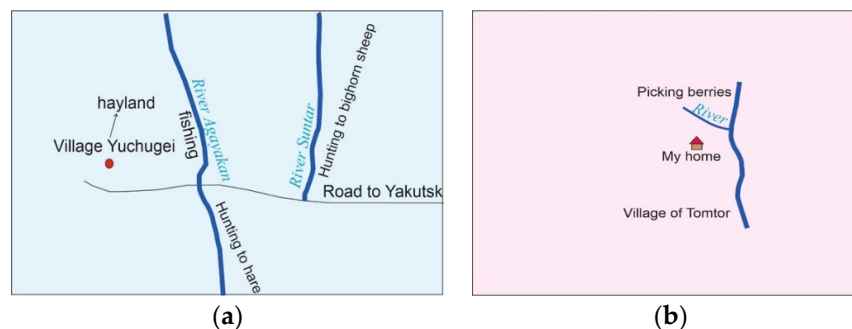 hayland
Village Yuchugei
River Agayakan
fishing
River Suntar
Hunting to bighorn sheep
Road to Yakutsk
Hunting to hare
(a)
Picking berries
River
My home
Village of Tomtor
(b)